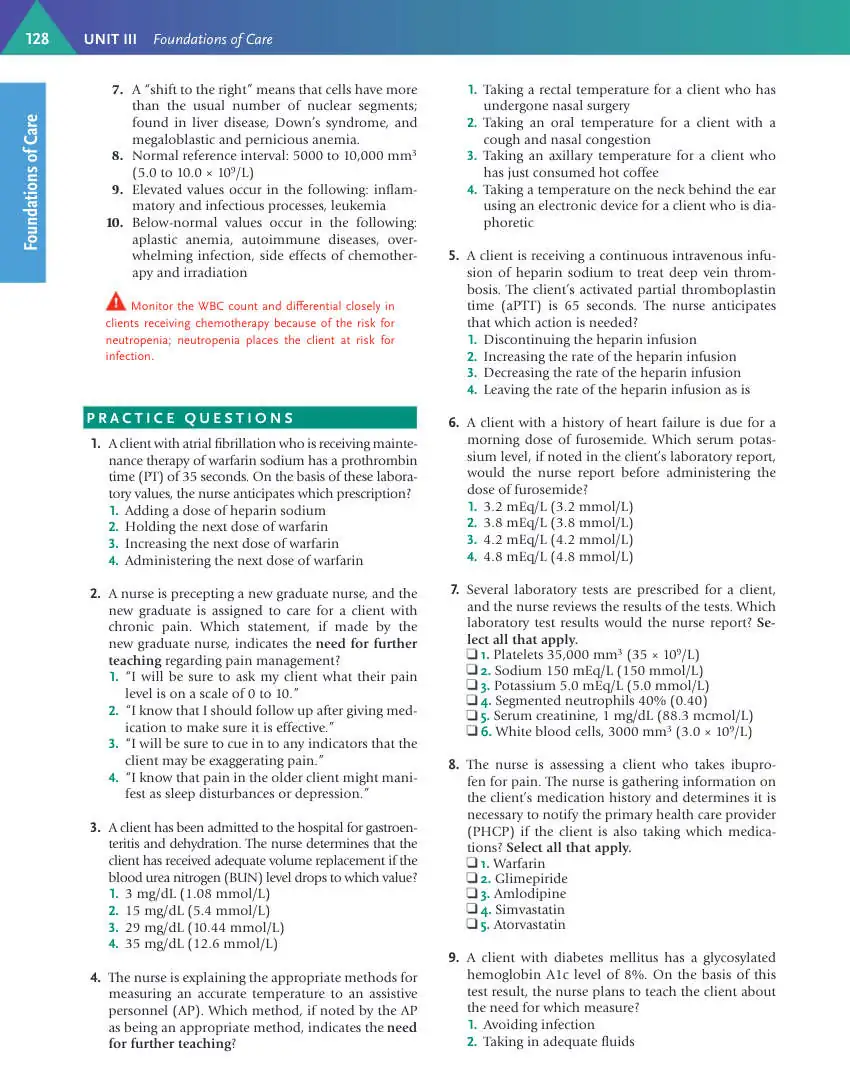 128
UNIT III Foundations of Care
Foundations of Care
7. A “shift to the right” means that cells have more
than the usual number of nuclear segments;
found in liver disease, Down’s syndrome, and
megaloblastic and pernicious anemia.
8. Normal reference interval: 5000 to 10,000 mm³
(5.0 to 10.0 × 10⁹/L)
9. Elevated values occur in the following: inflam-
matory and infectious processes, leukemia
10. Below-normal values occur in the following:
aplastic anemia, autoimmune diseases, over-
whelming infection, side effects of chemother-
apy and irradiation
Monitor the WBC count and differential closely in
clients receiving chemotherapy because of the risk for
neutropenia; neutropenia places the client at risk for
infection.
PRACTICE QUESTIONS
1. A client with atrial fibrillation who is receiving mainte-
nance therapy of warfarin sodium has a prothrombin
time (PT) of 35 seconds. On the basis of these labora-
tory values, the nurse anticipates which prescription?
1. Adding a dose of heparin sodium
2. Holding the next dose of warfarin
3. Increasing the next dose of warfarin
4. Administering the next dose of warfarin
2. A nurse is precepting a new graduate nurse, and the
new graduate is assigned to care for a client with
chronic pain. Which statement, if made by the
new graduate nurse, indicates the need for further
teaching regarding pain management?
1. “I will be sure to ask my client what their pain
level is on a scale of 0 to 10.”
2. “I know that I should follow up after giving med-
ication to make sure it is effective.”
3. “I will be sure to cue in to any indicators that the
client may be exaggerating pain.”
4. “I know that pain in the older client might mani-
fest as sleep disturbances or depression.”
3. A client has been admitted to the hospital for gastroen-
teritis and dehydration. The nurse determines that the
client has received adequate volume replacement if the
blood urea nitrogen (BUN) level drops to which value?
1. 3 mg/dL (1.08 mmol/L)
2. 15 mg/dL (5.4 mmol/L)
3. 29 mg/dL (10.44 mmol/L)
4. 35 mg/dL (12.6 mmol/L)
4. The nurse is explaining the appropriate methods for
measuring an accurate temperature to an assistive
personnel (AP). Which method, if noted by the AP
as being an appropriate method, indicates the need
for further teaching?
1. Taking a rectal temperature for a client who has
undergone nasal surgery
2. Taking an oral temperature for a client with a
cough and nasal congestion
3. Taking an axillary temperature for a client who
has just consumed hot coffee
4. Taking a temperature on the neck behind the ear
using an electronic device for a client who is dia-
phoretic
5. A client is receiving a continuous intravenous infu-
sion of heparin sodium to treat deep vein throm-
bosis. The client’s activated partial thromboplastin
time (aPTT) is 65 seconds. The nurse anticipates
that which action is needed?
1. Discontinuing the heparin infusion
2. Increasing the rate of the heparin infusion
3. Decreasing the rate of the heparin infusion
4. Leaving the rate of the heparin infusion as is
6. A client with a history of heart failure is due for a
morning dose of furosemide. Which serum potas-
sium level, if noted in the client’s laboratory report,
would the nurse report before administering the
dose of furosemide?
1. 3.2 mEq/L (3.2 mmol/L)
2. 3.8 mEq/L (3.8 mmol/L)
3. 4.2 mEq/L (4.2 mmol/L)
4. 4.8 mEq/L (4.8 mmol/L)
7. Several laboratory tests are prescribed for a client,
and the nurse reviews the results of the tests. Which
laboratory test results would the nurse report? Se-
lect all that apply.
❑ 1. Platelets 35,000 mm³ (35 × 10⁹/L)
❑ 2. Sodium 150 mEq/L (150 mmol/L)
❑ 3. Potassium 5.0 mEq/L (5.0 mmol/L)
❑ 4. Segmented neutrophils 40% (0.40)
❑ 5. Serum creatinine, 1 mg/dL (88.3 mcmol/L)
❑ 6. White blood cells, 3000 mm³ (3.0 × 10⁹/L)
8. The nurse is assessing a client who takes ibupro-
fen for pain. The nurse is gathering information on
the client’s medication history and determines it is
necessary to notify the primary health care provider
(PHCP) if the client is also taking which medica-
tions? Select all that apply.
❑ 1. Warfarin
❑ 2. Glimepiride
❑ 3. Amlodipine
❑ 4. Simvastatin
❑ 5. Atorvastatin
9. A client with diabetes mellitus has a glycosylated
hemoglobin A1c level of 8%. On the basis of this
test result, the nurse plans to teach the client about
the need for which measure?
1. Avoiding infection
2. Taking in adequate fluids